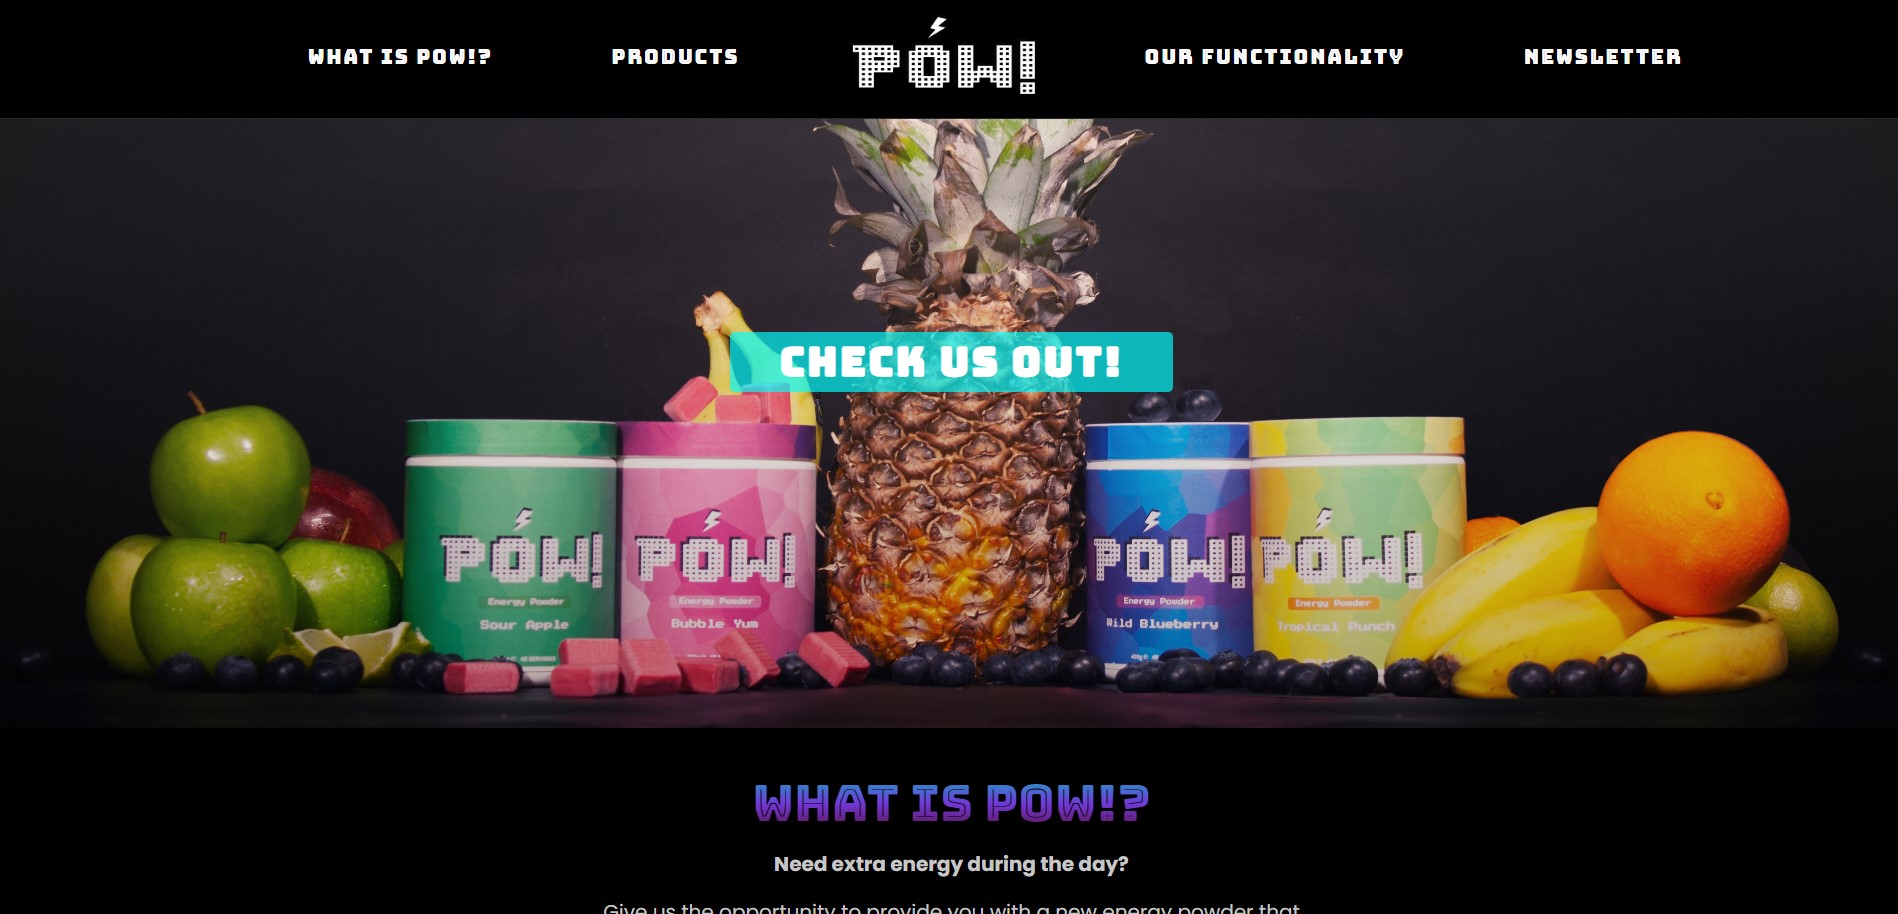 WHAT IS POW!?
PRODUCTS
POW!
OUR FUNCTIONALITY
NEWSLETTER
CHECK US OUT!
POW!
Energy Powder
Sour Apple
40 SERVINGS
POW!
Energy Powder
Bubble Yum
POW!
Energy Powder
Wild Blueberry
POW!
Energy Powder
Tropical Punch
WHAT IS POW!?
Need extra energy during the day?
Give us the opportunity to provide you with a new energy powder that